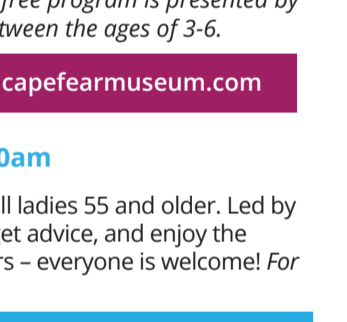 free program is presented by
tween the ages of 3-6.
capefearmuseum.com
0am
ll ladies 55 and older. Led by
et advice, and enjoy the
rs – everyone is welcome! For